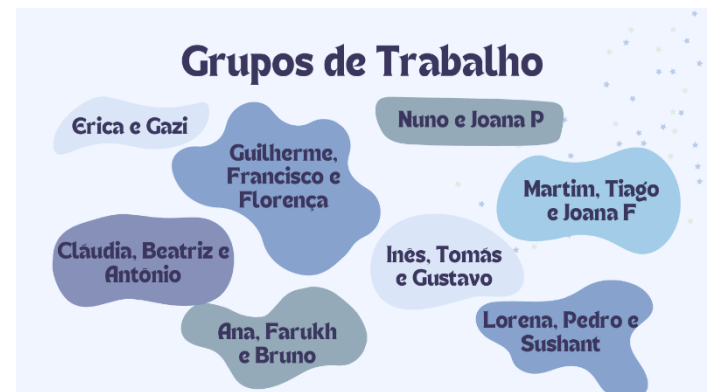 Grupos de Trabalho
Erica e Gazi
Nuno e Joana P
Guilherme,
Francisco e
Florença
Martim, Tiago
e Joana F
Cláudia, Beatriz e
António
Inês, Tomás
e Gustavo
Ana, Farukh
e Bruno
Lorena, Pedro e
Sushant